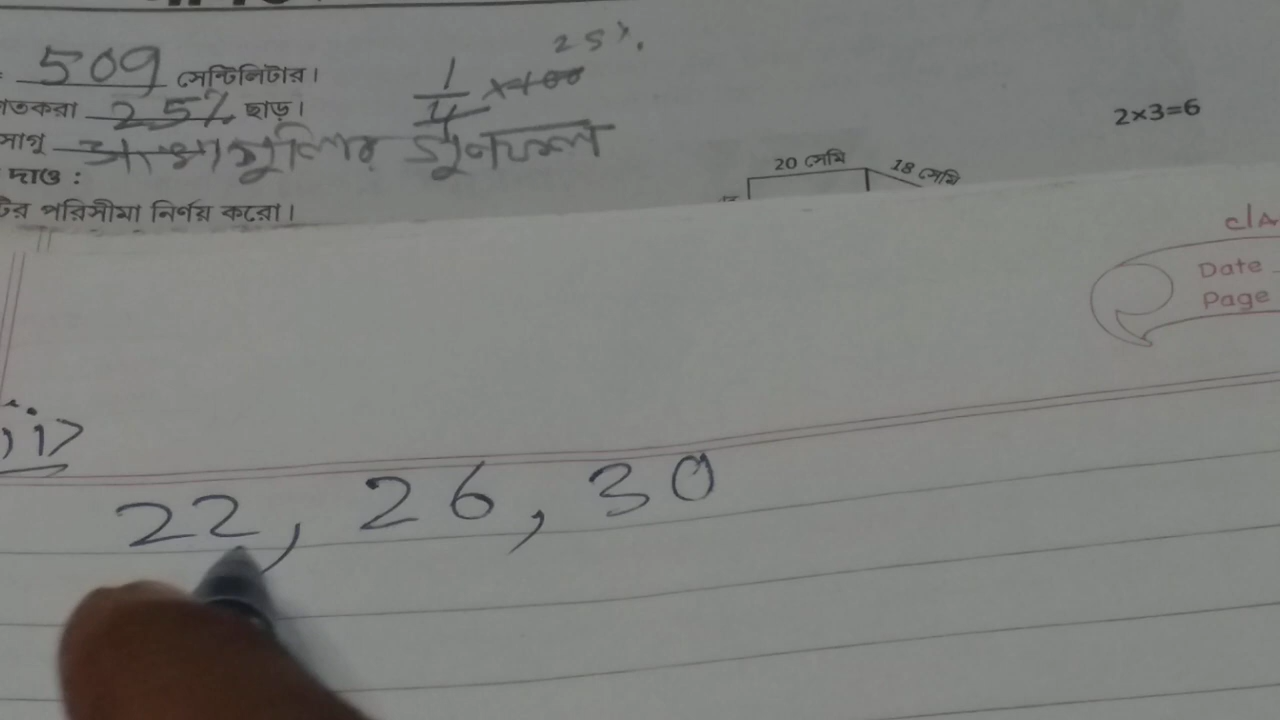 509 সেন্টিলিটার।
25% ছাড়।
1/4 ×100
25%.
সাগু সংখ্যাগুলির গুনফল
দাও :
পরিসীমা নির্ণয় করো।
2×3=6
20 সেমি
18 সেমি
Date
Page
22, 26, 30